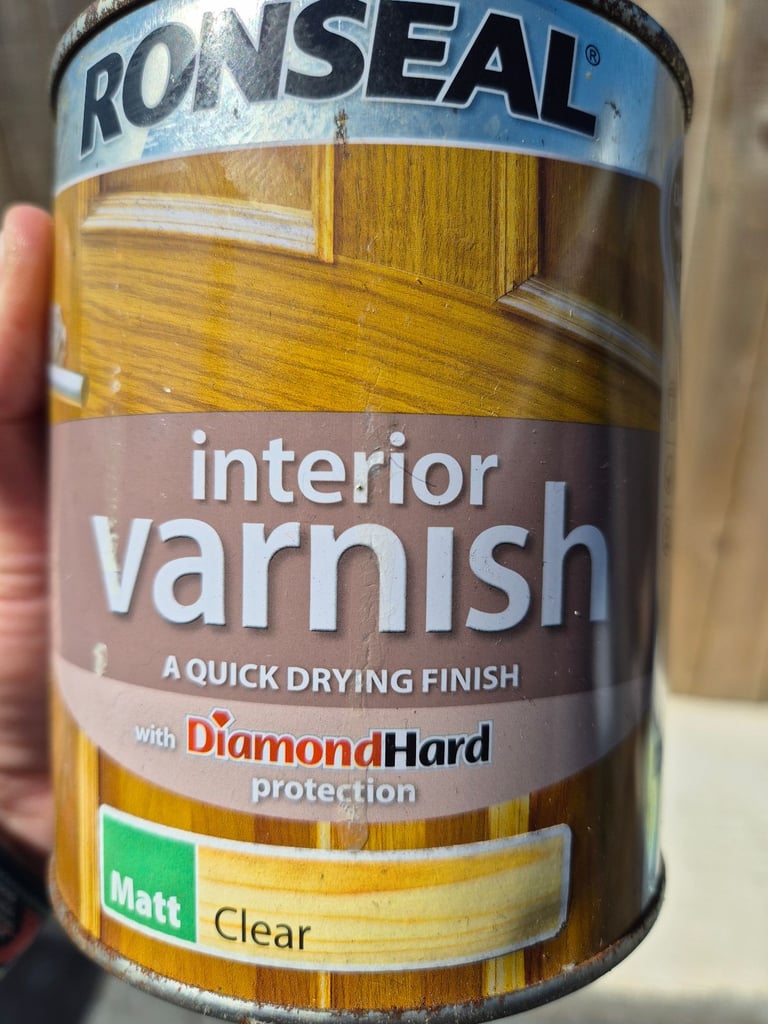 RONSEAL®
interior
varnish
A QUICK DRYING FINISH
with DiamondHard
protection
Matt
Clear